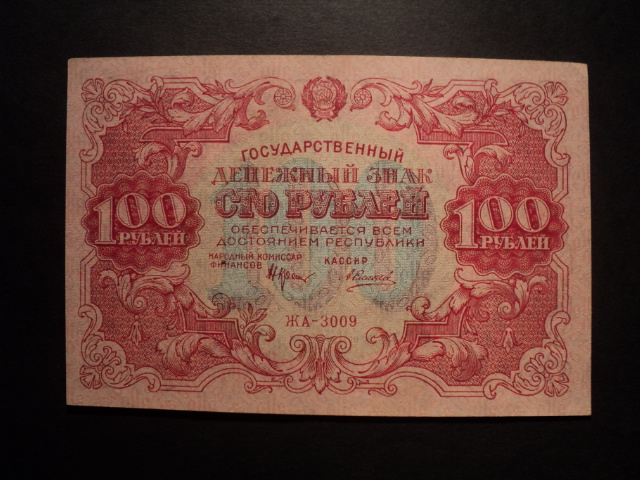 ГОСУДАРСТВЕННЫЙ
ДЕНЕЖНЫЙ ЗНАК
СТО РУБЛЕЙ
ОБЕСПЕЧИВАЕТСЯ ВСЕМ
ДОСТОЯНИЕМ РЕСПУБЛИКИ
НАРОДНЫЙ КОМИССАР
ФИНАНСОВ
КАССИР
ЖА-3009
100
РУБЛЕЙ
100
РУБЛЕЙ
100